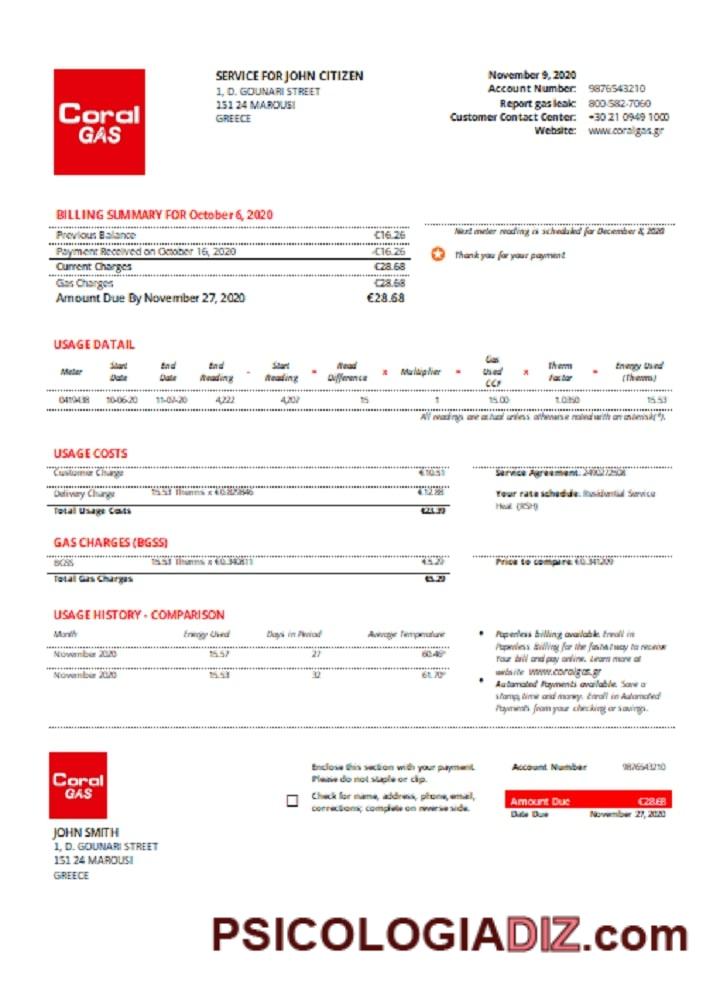 Coral
GAS
SERVICE FOR JOHN CITIZEN
1, D. GOUNARI STREET
151 24 MAROUSI
GREECE
November 9, 2020
Account Number: 9876543210
Report gas leak: 800-582-7060
Customer Contact Center: +30 21 0949 1000
Website: www.coralgas.gr
BILLING SUMMARY FOR October 6, 2020
Previous Balance €16.26
Payment Received on October 16, 2020 -€16.26
Current Charges €28.68
Gas Charges €28.68
Amount Due By November 27, 2020 €28.68
Next meter reading is scheduled for December 8, 2020
Thank you for your payment
USAGE DATAIL
Meter Start Date End Date End Reading - Start Reading = Read Difference x Multiplier = Gas Used CCF x Therm Factor = Energy Used (Therms)
0419438 10-06-20 11-07-20 4,222 4,207 15 1 15.00 1.0350 15.53
All readings are actual unless otherwise noted with an asterisk(*).
USAGE COSTS
Customer Charge €10.51
Delivery Charge 15.53 Therms x €0.829846 €12.88
Total Usage Costs €23.39
Service Agreement: 2490272508
Your rate schedule: Residential Service
Heat (RSH)
GAS CHARGES (BGSS)
BGSS 15.53 Therms x €0.340811 €5.29
Total Gas Charges €5.29
Price to compare: €0.341209
USAGE HISTORY - COMPARISON
Month Energy Used Days in Period Average Temperature
November 2020 15.57 27 60.46°
November 2020 15.53 32 61.70°
• Paperless billing available. Enroll in
Paperless Billing for the fastest way to receive
Your bill and pay online. Learn more at
website www.coralgas.gr
• Automated Payments available. Save a
stamp, time and money. Enroll in Automated
Payments from your checking or savings.
Coral
GAS
JOHN SMITH
1, D. GOUNARI STREET
151 24 MAROUSI
GREECE
Enclose this section with your payment.
Please do not staple or clip.
Check for name, address, phone, email,
corrections; complete on reverse side.
Account Number 9876543210
Amount Due €28.68
Date Due November 27, 2020
PSICOLOGIADIZ.com